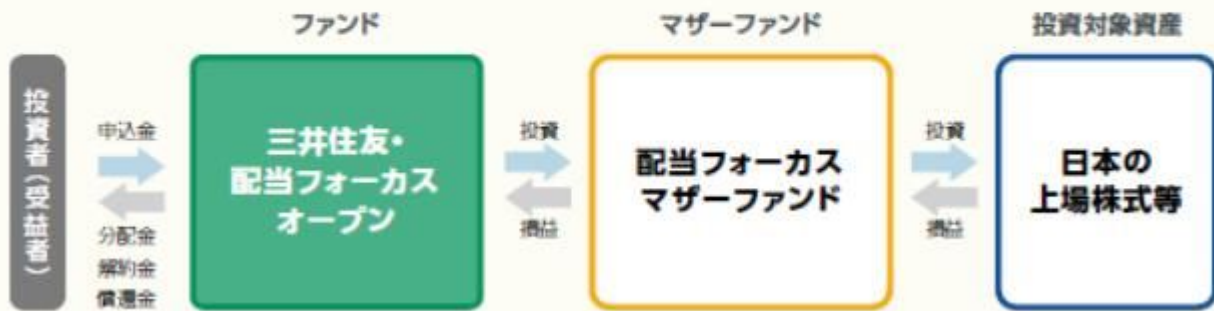 ファンド
マザーファンド
投資対象資産
投資者(受益者)
申込金
分配金
解約金
償還金
三井住友・
配当フォーカス
オープン
投資
損益
配当フォーカス
マザーファンド
投資
損益
日本の
上場株式等